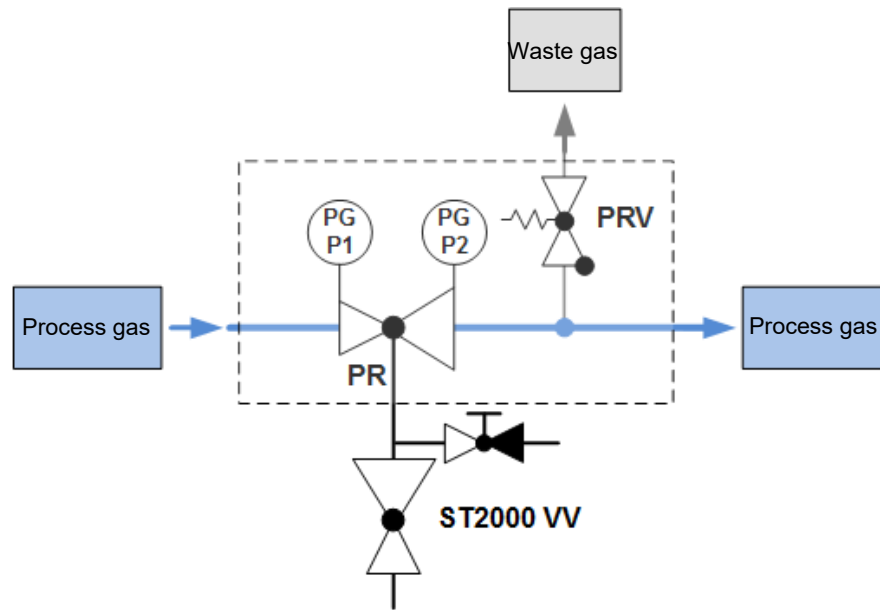 Waste gas
PG
P1
PG
P2
PRV
Process gas
Process gas
PR
ST2000 VV